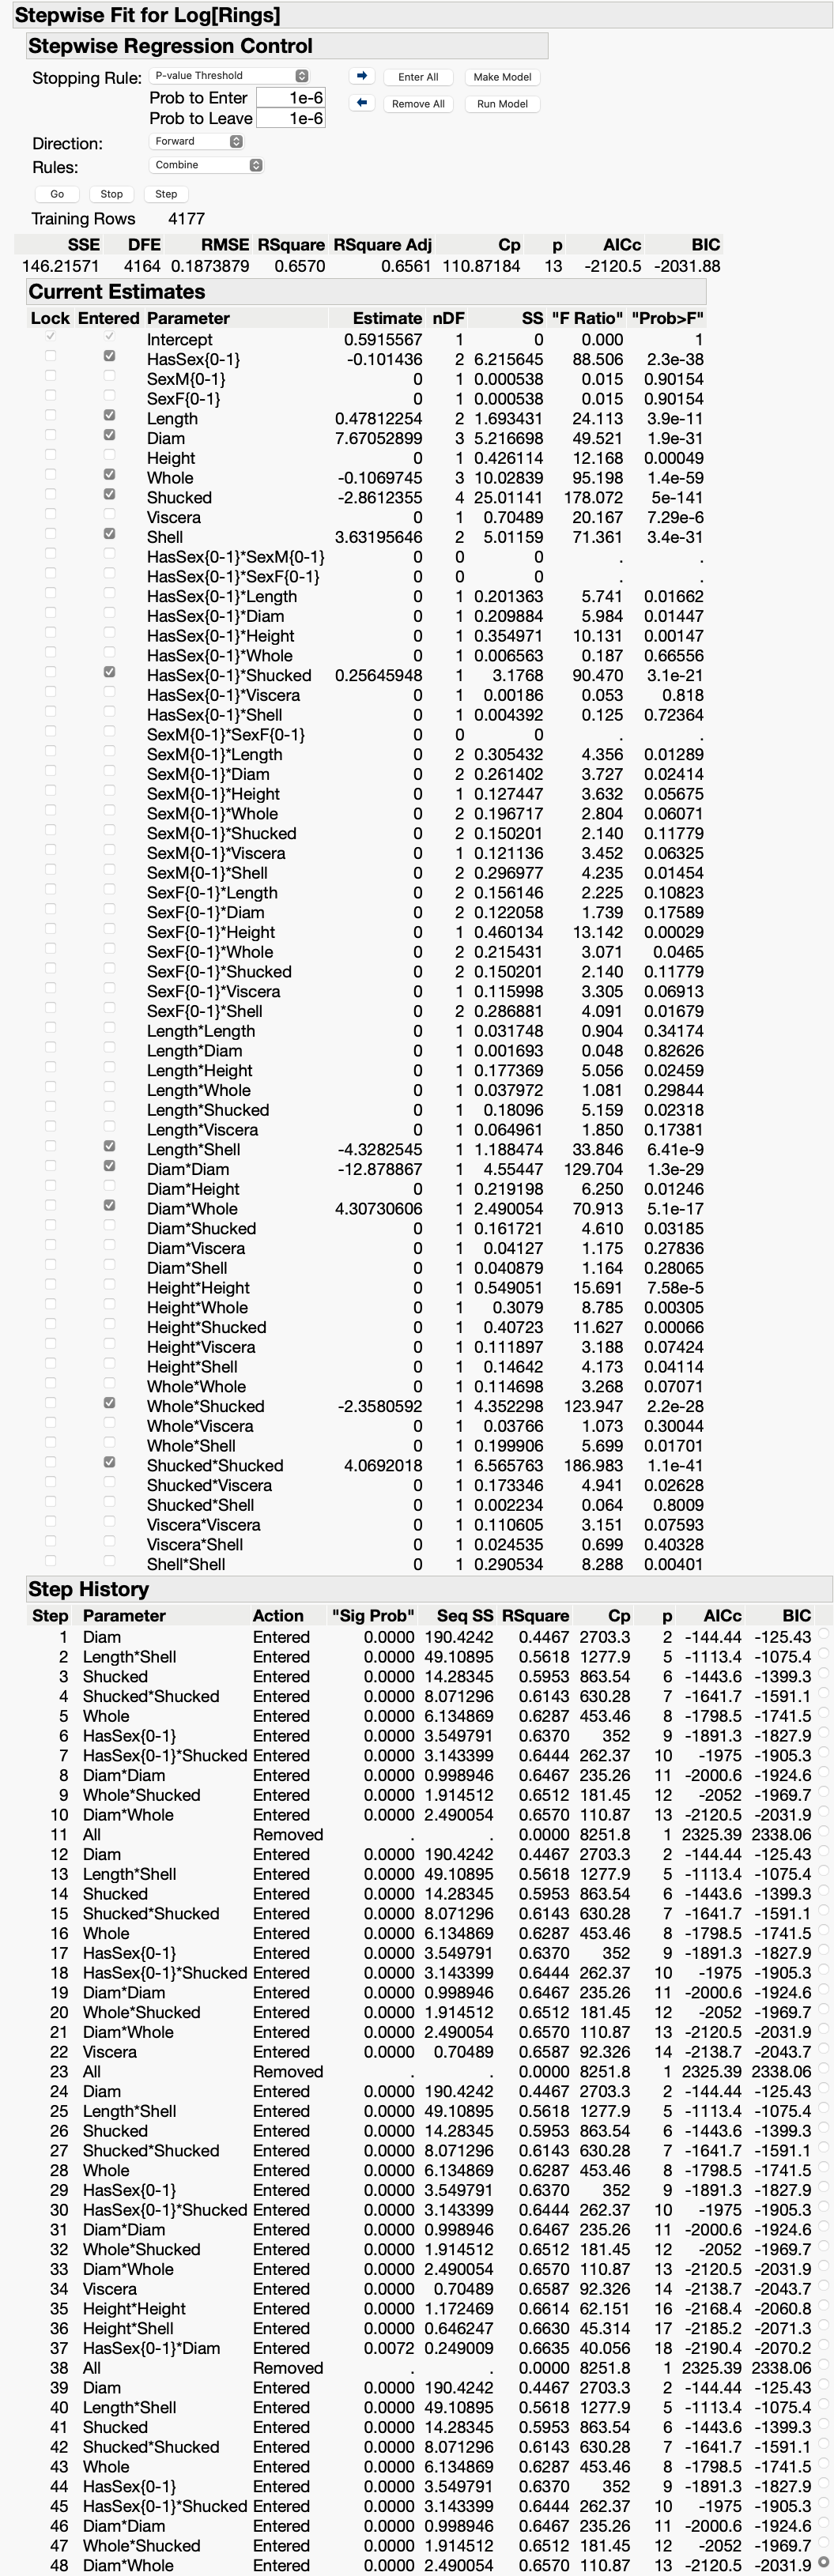 Stepwise Fit for Log[Rings]
Stepwise Regression Control
Stopping Rule: P-value Threshold Enter All Make Model
Prob to Enter 1e-6
Prob to Leave 1e-6 Remove All Run Model
Direction: Forward
Rules: Combine
Go Stop Step
Training Rows 4177
SSE DFE RMSE RSquare RSquare Adj Cp p AICc BIC
146.21571 4164 0.1873879 0.6570 0.6561 110.87184 13 -2120.5 -2031.88
Current Estimates
Lock Entered Parameter Estimate nDF SS "F Ratio" "Prob>F"
Intercept 0.5915567 1 0 0.000 1
HasSex{0-1} -0.101436 2 6.215645 88.506 2.3e-38
SexM{0-1} 0 1 0.000538 0.015 0.90154
SexF{0-1} 0 1 0.000538 0.015 0.90154
Length 0.47812254 2 1.693431 24.113 3.9e-11
Diam 7.67052899 3 5.216698 49.521 1.9e-31
Height 0 1 0.426114 12.168 0.00049
Whole -0.1069745 3 10.02839 95.198 1.4e-59
Shucked -2.8612355 4 25.01141 178.072 5e-141
Viscera 0 1 0.70489 20.167 7.29e-6
Shell 3.63195646 2 5.01159 71.361 3.4e-31
HasSex{0-1}*SexM{0-1} 0 0 0 . .
HasSex{0-1}*SexF{0-1} 0 0 0 . .
HasSex{0-1}*Length 0 1 0.201363 5.741 0.01662
HasSex{0-1}*Diam 0 1 0.209884 5.984 0.01447
HasSex{0-1}*Height 0 1 0.354971 10.131 0.00147
HasSex{0-1}*Whole 0 1 0.006563 0.187 0.66556
HasSex{0-1}*Shucked 0.25645948 1 3.1768 90.470 3.1e-21
HasSex{0-1}*Viscera 0 1 0.00186 0.053 0.818
HasSex{0-1}*Shell 0 1 0.004392 0.125 0.72364
SexM{0-1}*SexF{0-1} 0 0 0 . .
SexM{0-1}*Length 0 2 0.305432 4.356 0.01289
SexM{0-1}*Diam 0 2 0.261402 3.727 0.02414
SexM{0-1}*Height 0 1 0.127447 3.632 0.05675
SexM{0-1}*Whole 0 2 0.196717 2.804 0.06071
SexM{0-1}*Shucked 0 2 0.150201 2.140 0.11779
SexM{0-1}*Viscera 0 1 0.121136 3.452 0.06325
SexM{0-1}*Shell 0 2 0.296977 4.235 0.01454
SexF{0-1}*Length 0 2 0.156146 2.225 0.10823
SexF{0-1}*Diam 0 2 0.122058 1.739 0.17589
SexF{0-1}*Height 0 1 0.460134 13.142 0.00029
SexF{0-1}*Whole 0 2 0.215431 3.071 0.0465
SexF{0-1}*Shucked 0 2 0.150201 2.140 0.11779
SexF{0-1}*Viscera 0 1 0.115998 3.305 0.06913
SexF{0-1}*Shell 0 2 0.286881 4.091 0.01679
Length*Length 0 1 0.031748 0.904 0.34174
Length*Diam 0 1 0.001693 0.048 0.82626
Length*Height 0 1 0.177369 5.056 0.02459
Length*Whole 0 1 0.037972 1.081 0.29844
Length*Shucked 0 1 0.18096 5.159 0.02318
Length*Viscera 0 1 0.064961 1.850 0.17381
Length*Shell -4.3282545 1 1.188474 33.846 6.41e-9
Diam*Diam -12.878867 1 4.55447 129.704 1.3e-29
Diam*Height 0 1 0.219198 6.250 0.01246
Diam*Whole 4.30730606 1 2.490054 70.913 5.1e-17
Diam*Shucked 0 1 0.161721 4.610 0.03185
Diam*Viscera 0 1 0.04127 1.175 0.27836
Diam*Shell 0 1 0.040879 1.164 0.28065
Height*Height 0 1 0.549051 15.691 7.58e-5
Height*Whole 0 1 0.3079 8.785 0.00305
Height*Shucked 0 1 0.40723 11.627 0.00066
Height*Viscera 0 1 0.111897 3.188 0.07424
Height*Shell 0 1 0.14642 4.173 0.04114
Whole*Whole 0 1 0.114698 3.268 0.07071
Whole*Shucked -2.3580592 1 4.352298 123.947 2.2e-28
Whole*Viscera 0 1 0.03766 1.073 0.30044
Whole*Shell 0 1 0.199906 5.699 0.01701
Shucked*Shucked 4.0692018 1 6.565763 186.983 1.1e-41
Shucked*Viscera 0 1 0.173346 4.941 0.02628
Shucked*Shell 0 1 0.002234 0.064 0.8009
Viscera*Viscera 0 1 0.110605 3.151 0.07593
Viscera*Shell 0 1 0.024535 0.699 0.40328
Shell*Shell 0 1 0.290534 8.288 0.00401
Step History
Step Parameter Action "Sig Prob" Seq SS RSquare Cp p AICc BIC
1 Diam Entered 0.0000 190.4242 0.4467 2703.3 2 -144.44 -125.43
2 Length*Shell Entered 0.0000 49.10895 0.5618 1277.9 5 -1113.4 -1075.4
3 Shucked Entered 0.0000 14.28345 0.5953 863.54 6 -1443.6 -1399.3
4 Shucked*Shucked Entered 0.0000 8.071296 0.6143 630.28 7 -1641.7 -1591.1
5 Whole Entered 0.0000 6.134869 0.6287 453.46 8 -1798.5 -1741.5
6 HasSex{0-1} Entered 0.0000 3.549791 0.6370 352 9 -1891.3 -1827.9
7 HasSex{0-1}*Shucked Entered 0.0000 3.143399 0.6444 262.37 10 -1975 -1905.3
8 Diam*Diam Entered 0.0000 0.998946 0.6467 235.26 11 -2000.6 -1924.6
9 Whole*Shucked Entered 0.0000 1.914512 0.6512 181.45 12 -2052 -1969.7
10 Diam*Whole Entered 0.0000 2.490054 0.6570 110.87 13 -2120.5 -2031.9
11 All Removed . . 0.0000 8251.8 1 2325.39 2338.06
12 Diam Entered 0.0000 190.4242 0.4467 2703.3 2 -144.44 -125.43
13 Length*Shell Entered 0.0000 49.10895 0.5618 1277.9 5 -1113.4 -1075.4
14 Shucked Entered 0.0000 14.28345 0.5953 863.54 6 -1443.6 -1399.3
15 Shucked*Shucked Entered 0.0000 8.071296 0.6143 630.28 7 -1641.7 -1591.1
16 Whole Entered 0.0000 6.134869 0.6287 453.46 8 -1798.5 -1741.5
17 HasSex{0-1} Entered 0.0000 3.549791 0.6370 352 9 -1891.3 -1827.9
18 HasSex{0-1}*Shucked Entered 0.0000 3.143399 0.6444 262.37 10 -1975 -1905.3
19 Diam*Diam Entered 0.0000 0.998946 0.6467 235.26 11 -2000.6 -1924.6
20 Whole*Shucked Entered 0.0000 1.914512 0.6512 181.45 12 -2052 -1969.7
21 Diam*Whole Entered 0.0000 2.490054 0.6570 110.87 13 -2120.5 -2031.9
22 Viscera Entered 0.0000 0.70489 0.6587 92.326 14 -2138.7 -2043.7
23 All Removed . . 0.0000 8251.8 1 2325.39 2338.06
24 Diam Entered 0.0000 190.4242 0.4467 2703.3 2 -144.44 -125.43
25 Length*Shell Entered 0.0000 49.10895 0.5618 1277.9 5 -1113.4 -1075.4
26 Shucked Entered 0.0000 14.28345 0.5953 863.54 6 -1443.6 -1399.3
27 Shucked*Shucked Entered 0.0000 8.071296 0.6143 630.28 7 -1641.7 -1591.1
28 Whole Entered 0.0000 6.134869 0.6287 453.46 8 -1798.5 -1741.5
29 HasSex{0-1} Entered 0.0000 3.549791 0.6370 352 9 -1891.3 -1827.9
30 HasSex{0-1}*Shucked Entered 0.0000 3.143399 0.6444 262.37 10 -1975 -1905.3
31 Diam*Diam Entered 0.0000 0.998946 0.6467 235.26 11 -2000.6 -1924.6
32 Whole*Shucked Entered 0.0000 1.914512 0.6512 181.45 12 -2052 -1969.7
33 Diam*Whole Entered 0.0000 2.490054 0.6570 110.87 13 -2120.5 -2031.9
34 Viscera Entered 0.0000 0.70489 0.6587 92.326 14 -2138.7 -2043.7
35 Height*Height Entered 0.0000 1.172469 0.6614 62.151 16 -2168.4 -2060.8
36 Height*Shell Entered 0.0000 0.646247 0.6630 45.314 17 -2185.2 -2071.3
37 HasSex{0-1}*Diam Entered 0.0072 0.249009 0.6635 40.056 18 -2190.4 -2070.2
38 All Removed . . 0.0000 8251.8 1 2325.39 2338.06
39 Diam Entered 0.0000 190.4242 0.4467 2703.3 2 -144.44 -125.43
40 Length*Shell Entered 0.0000 49.10895 0.5618 1277.9 5 -1113.4 -1075.4
41 Shucked Entered 0.0000 14.28345 0.5953 863.54 6 -1443.6 -1399.3
42 Shucked*Shucked Entered 0.0000 8.071296 0.6143 630.28 7 -1641.7 -1591.1
43 Whole Entered 0.0000 6.134869 0.6287 453.46 8 -1798.5 -1741.5
44 HasSex{0-1} Entered 0.0000 3.549791 0.6370 352 9 -1891.3 -1827.9
45 HasSex{0-1}*Shucked Entered 0.0000 3.143399 0.6444 262.37 10 -1975 -1905.3
46 Diam*Diam Entered 0.0000 0.998946 0.6467 235.26 11 -2000.6 -1924.6
47 Whole*Shucked Entered 0.0000 1.914512 0.6512 181.45 12 -2052 -1969.7
48 Diam*Whole Entered 0.0000 2.490054 0.6570 110.87 13 -2120.5 -2031.9